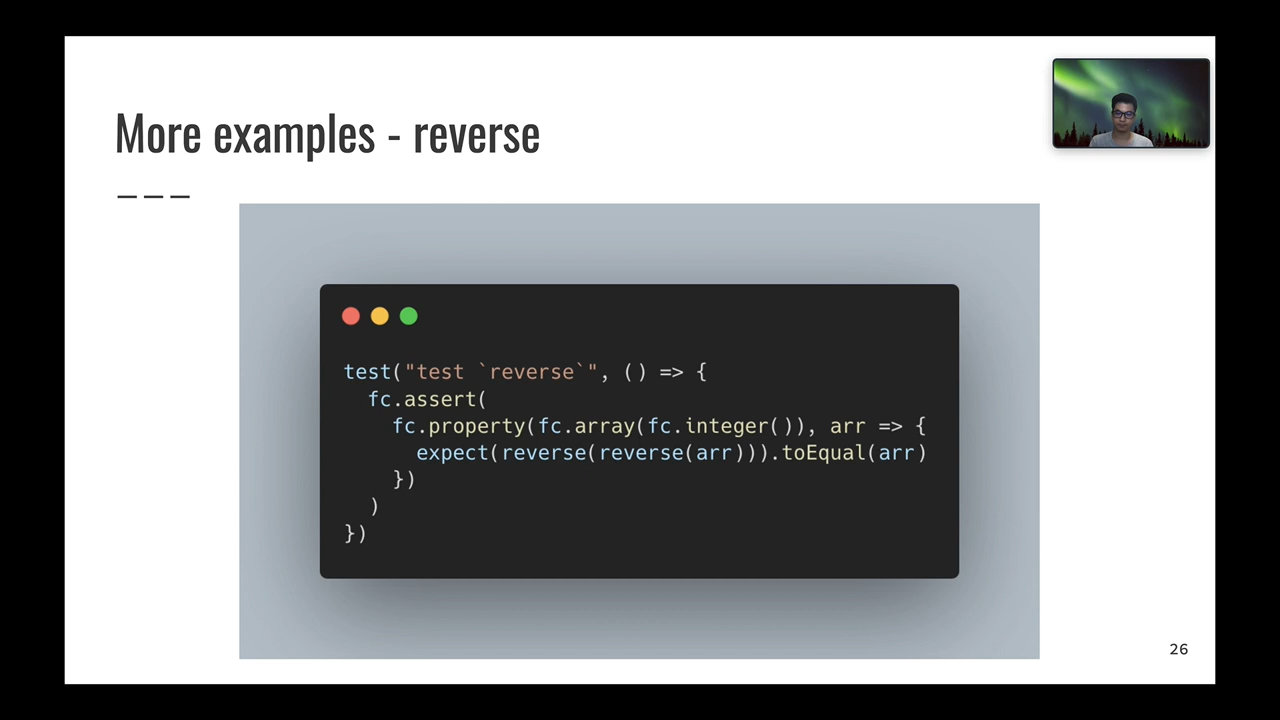 More examples - reverse
test("test `reverse`", () => {
  fc.assert(
    fc.property(fc.array(fc.integer()), arr => {
      expect(reverse(reverse(arr))).toEqual(arr)
    })
  )
})
26